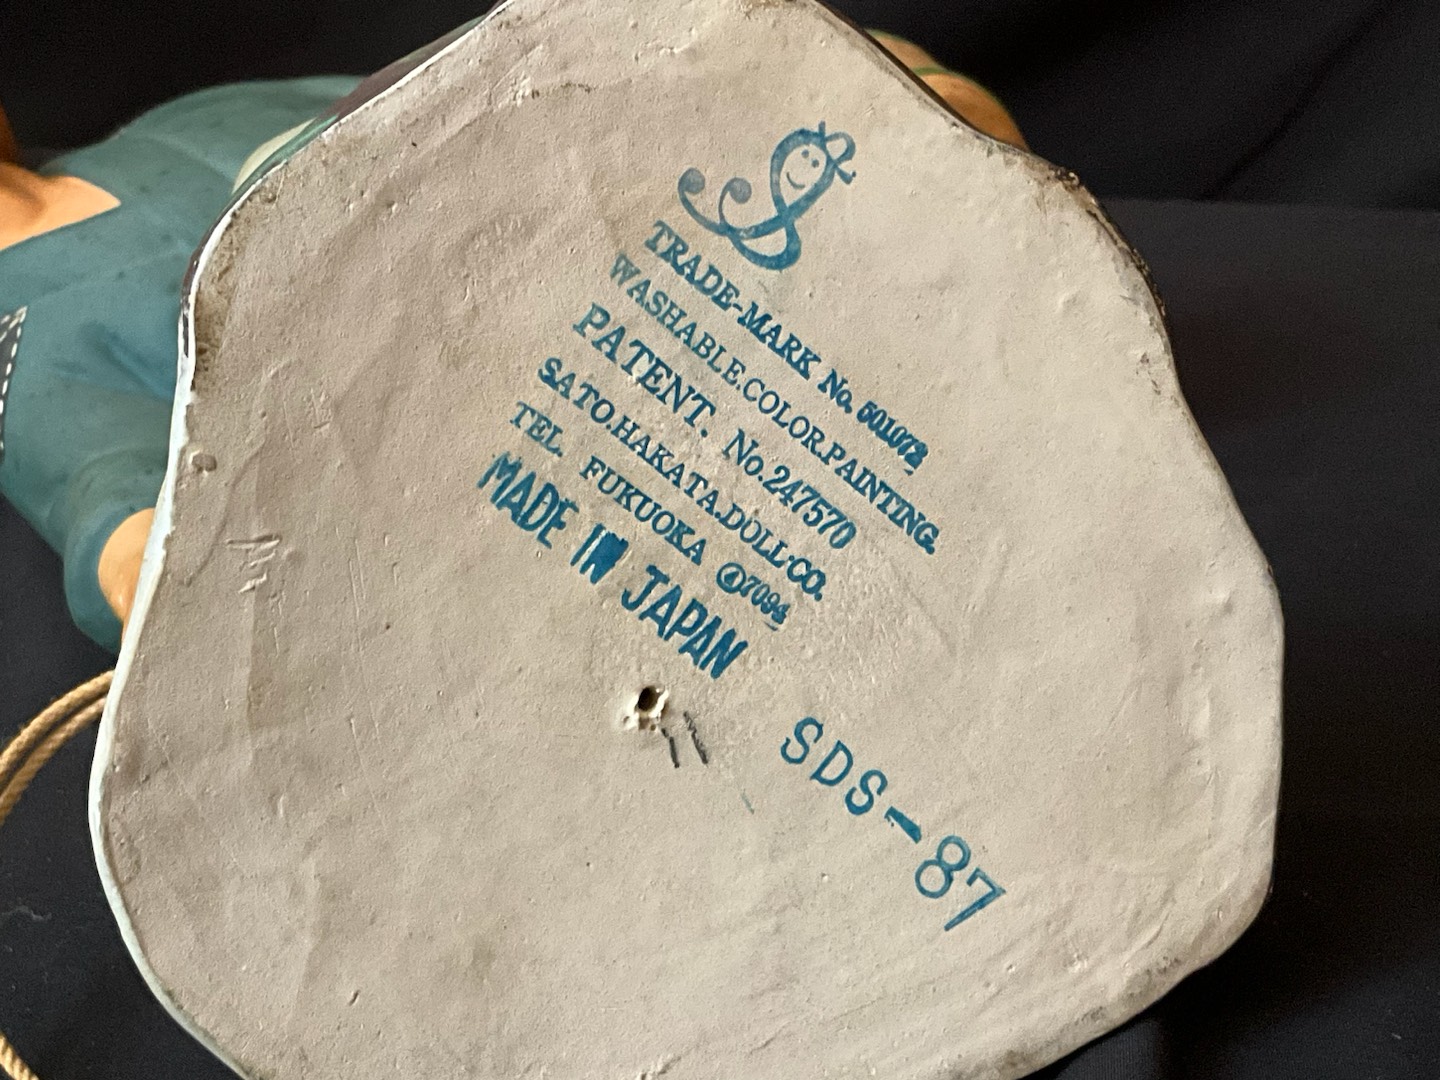 TRADE-MARK No. 501072
WASHABLE.COLOR.PAINTING.
PATENT. No.247570
SATO.HAKATA.DOLL.CO.
TEL. FUKUOKA ④7094
MADE IN JAPAN
SDS-87